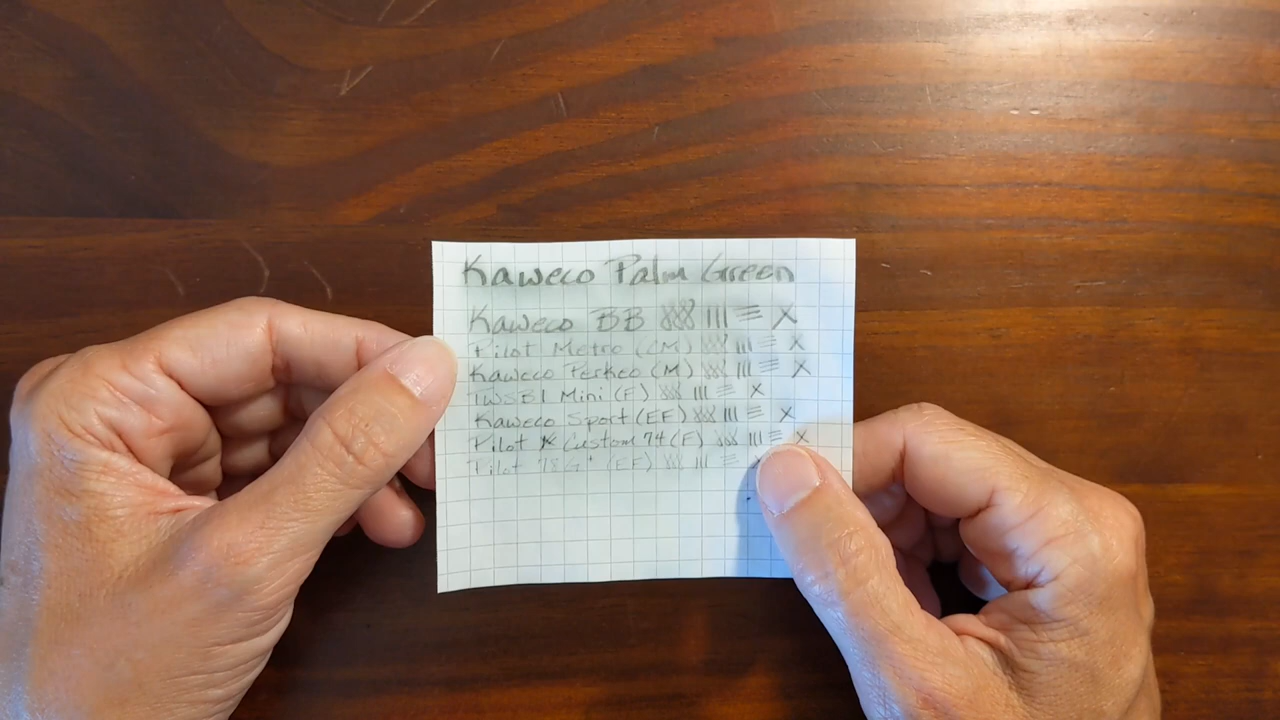 Kaweco Palm Green
Kaweco BB
Pilot Metro (CM)
Kaweco Perkeo (M)
TWSBI Mini (F)
Kaweco Sport (EF)
Pilot Custom 74 (F)
Pilot 78G+ (EF)